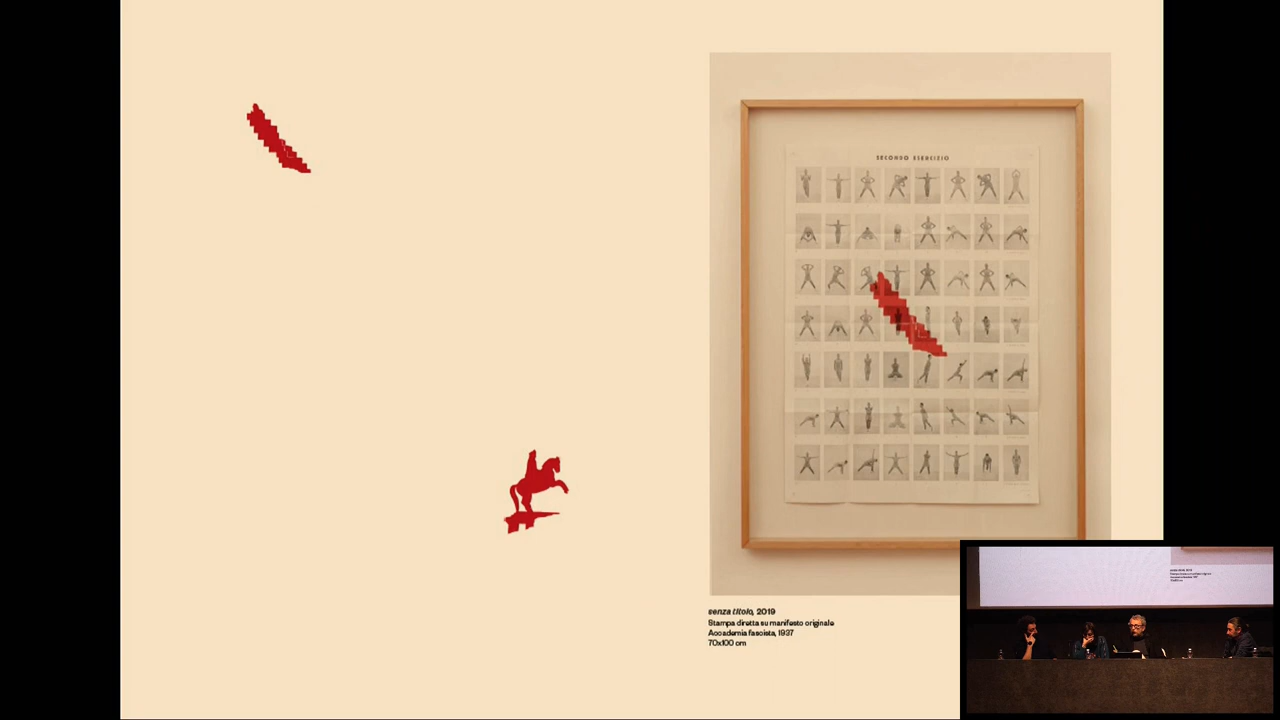 SECONDO ESERCIZIO
senza titolo, 2019
Stampa diretta su manifesto originale
Accademia fascista, 1937
70x100 cm